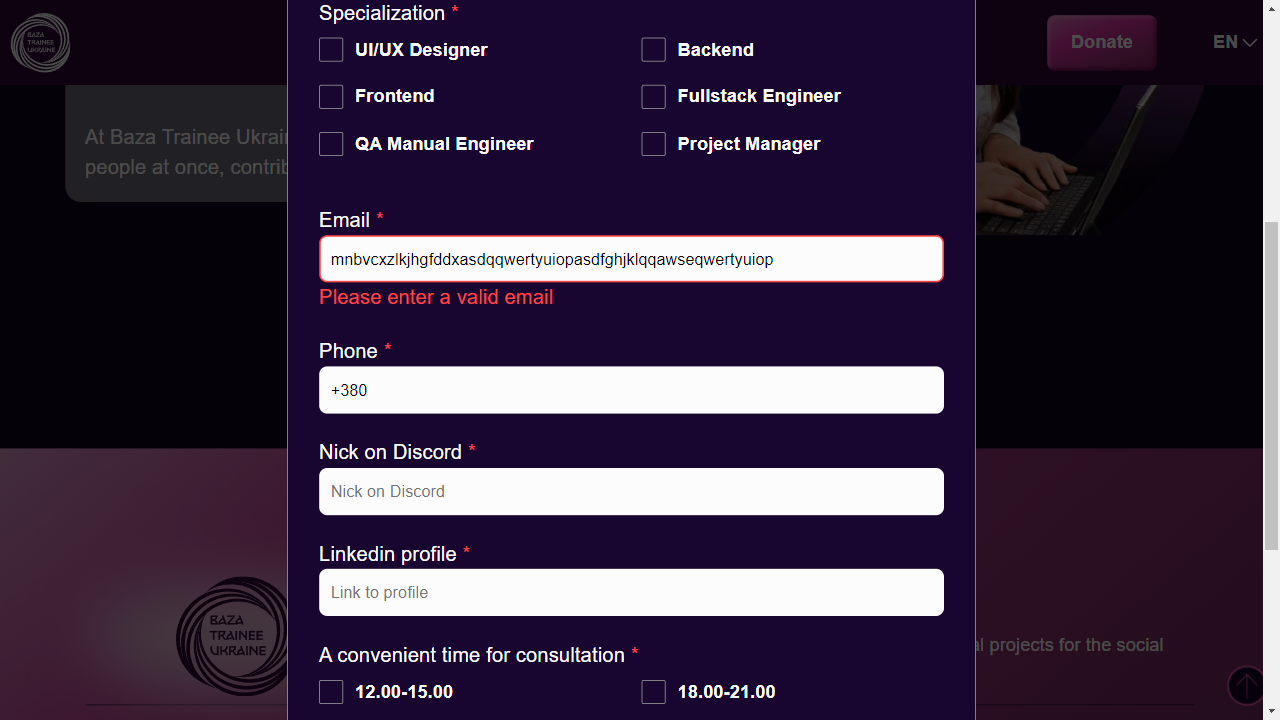 BAZA
TRAINEE
UKRAINE
Donate
EN
At Baza Trainee Ukrain
people at once, contrib
Specialization *
UI/UX Designer
Backend
Frontend
Fullstack Engineer
QA Manual Engineer
Project Manager
Email *
mnbvcxzlkjhgfddxasdqqwertyuiopasdfghjklqqawseqwertyuiop
Please enter a valid email
Phone *
+380
Nick on Discord *
Nick on Discord
Linkedin profile *
Link to profile
A convenient time for consultation *
12.00-15.00
18.00-21.00
BAZA
TRAINEE
UKRAINE
al projects for the social